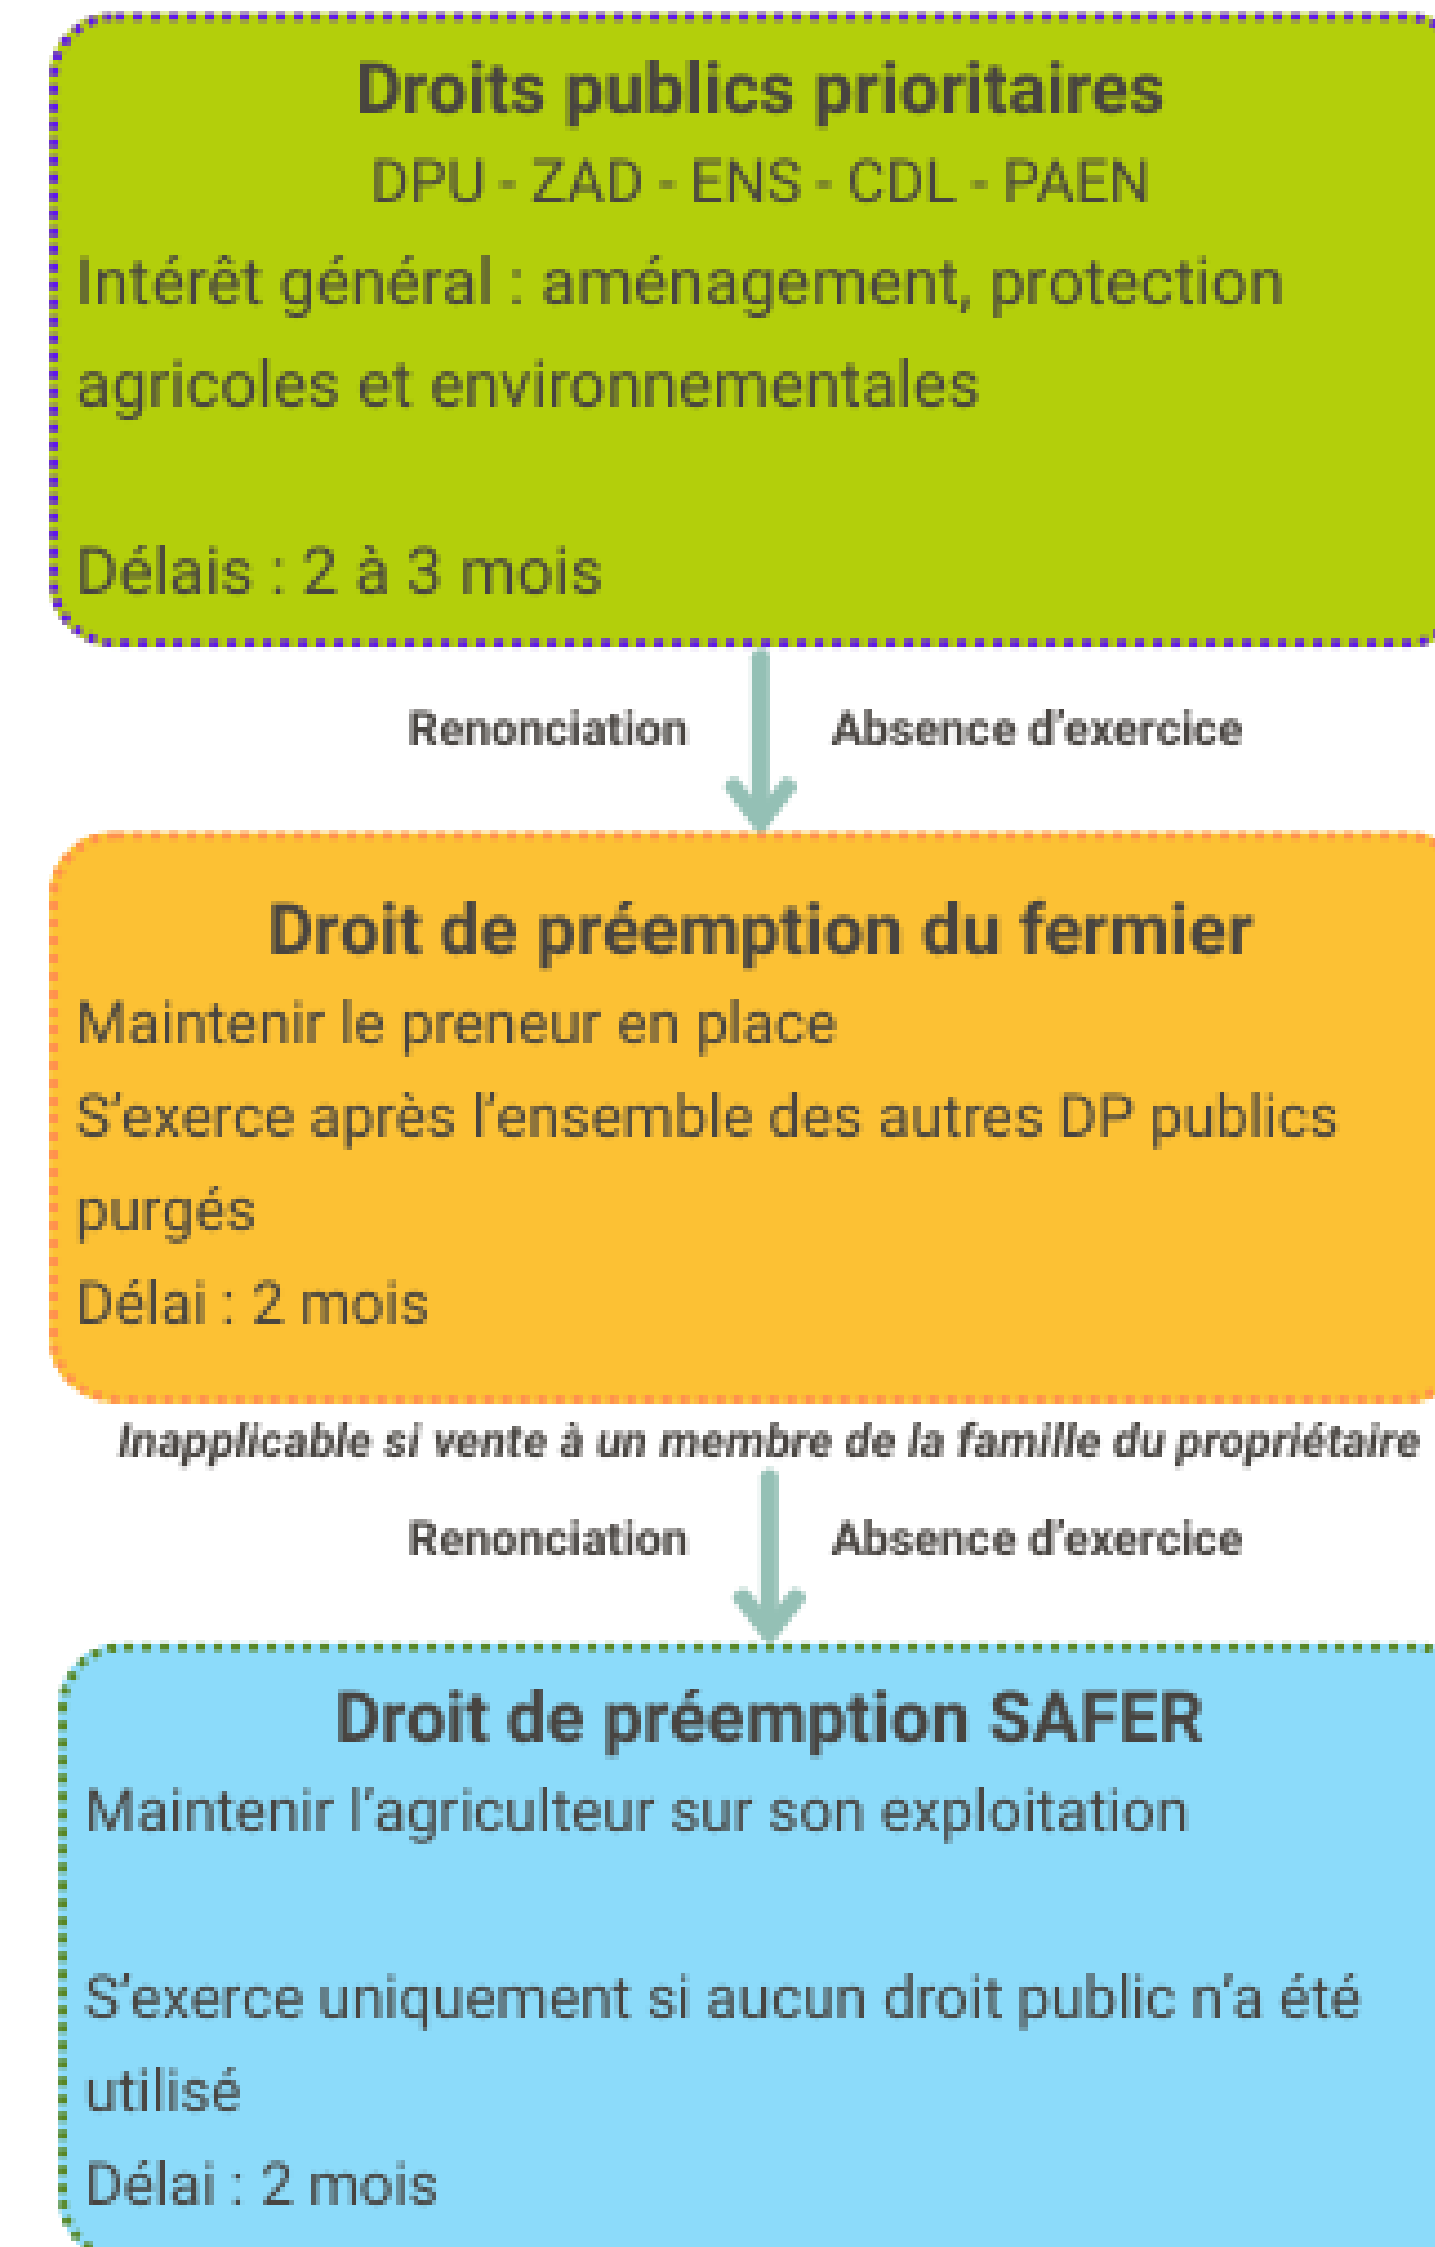 Droits publics prioritaires
DPU - ZAD - ENS - CDL - PAEN
Intérêt général : aménagement, protection
agricoles et environnementales
Délais : 2 à 3 mois
Renonciation
Absence d'exercice
Droit de préemption du fermier
Maintenir le preneur en place
S'exerce après l'ensemble des autres DP publics
purgés
Délai : 2 mois
Inapplicable si vente à un membre de la famille du propriétaire
Renonciation
Absence d'exercice
Droit de préemption SAFER
Maintenir l'agriculteur sur son exploitation
S'exerce uniquement si aucun droit public n'a été
utilisé
Délai : 2 mois